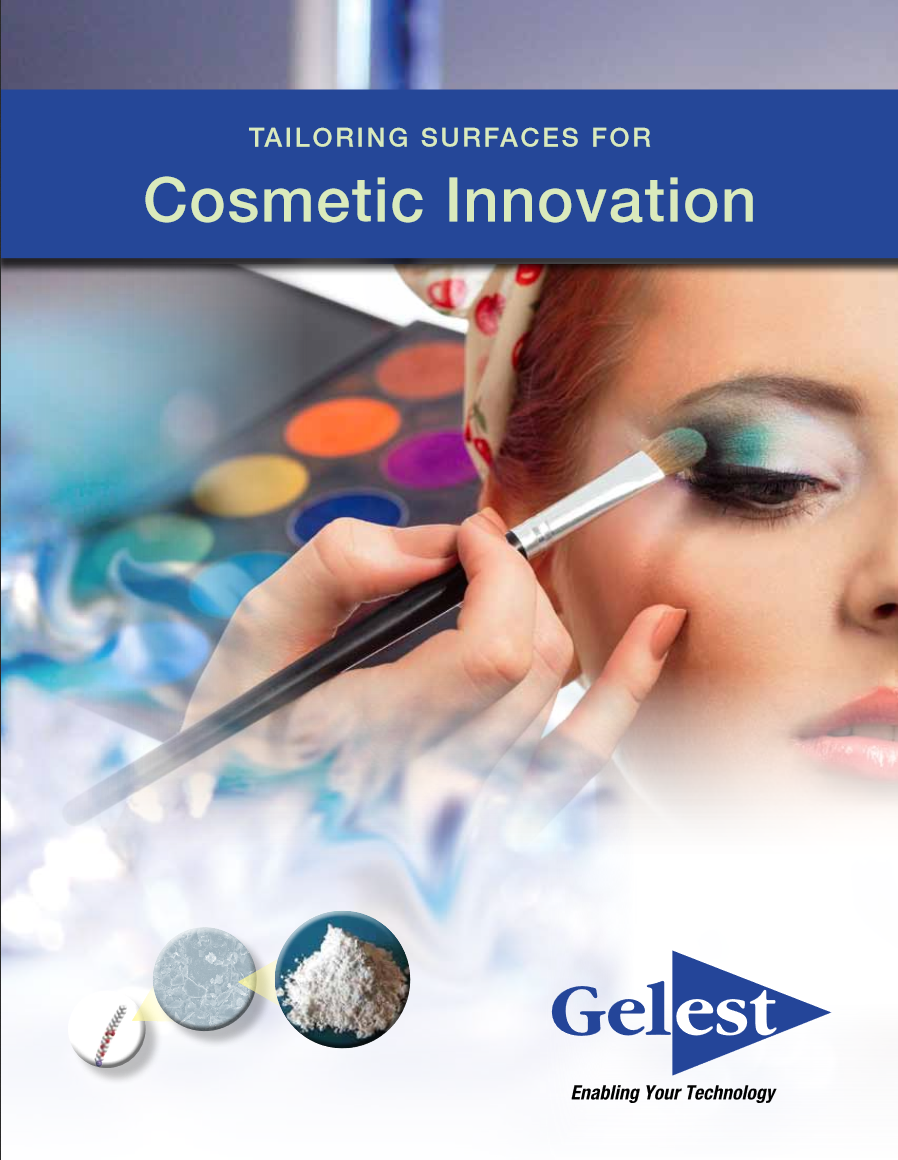 TAILORING SURFACES FOR
Cosmetic Innovation
Gelest
Enabling Your Technology